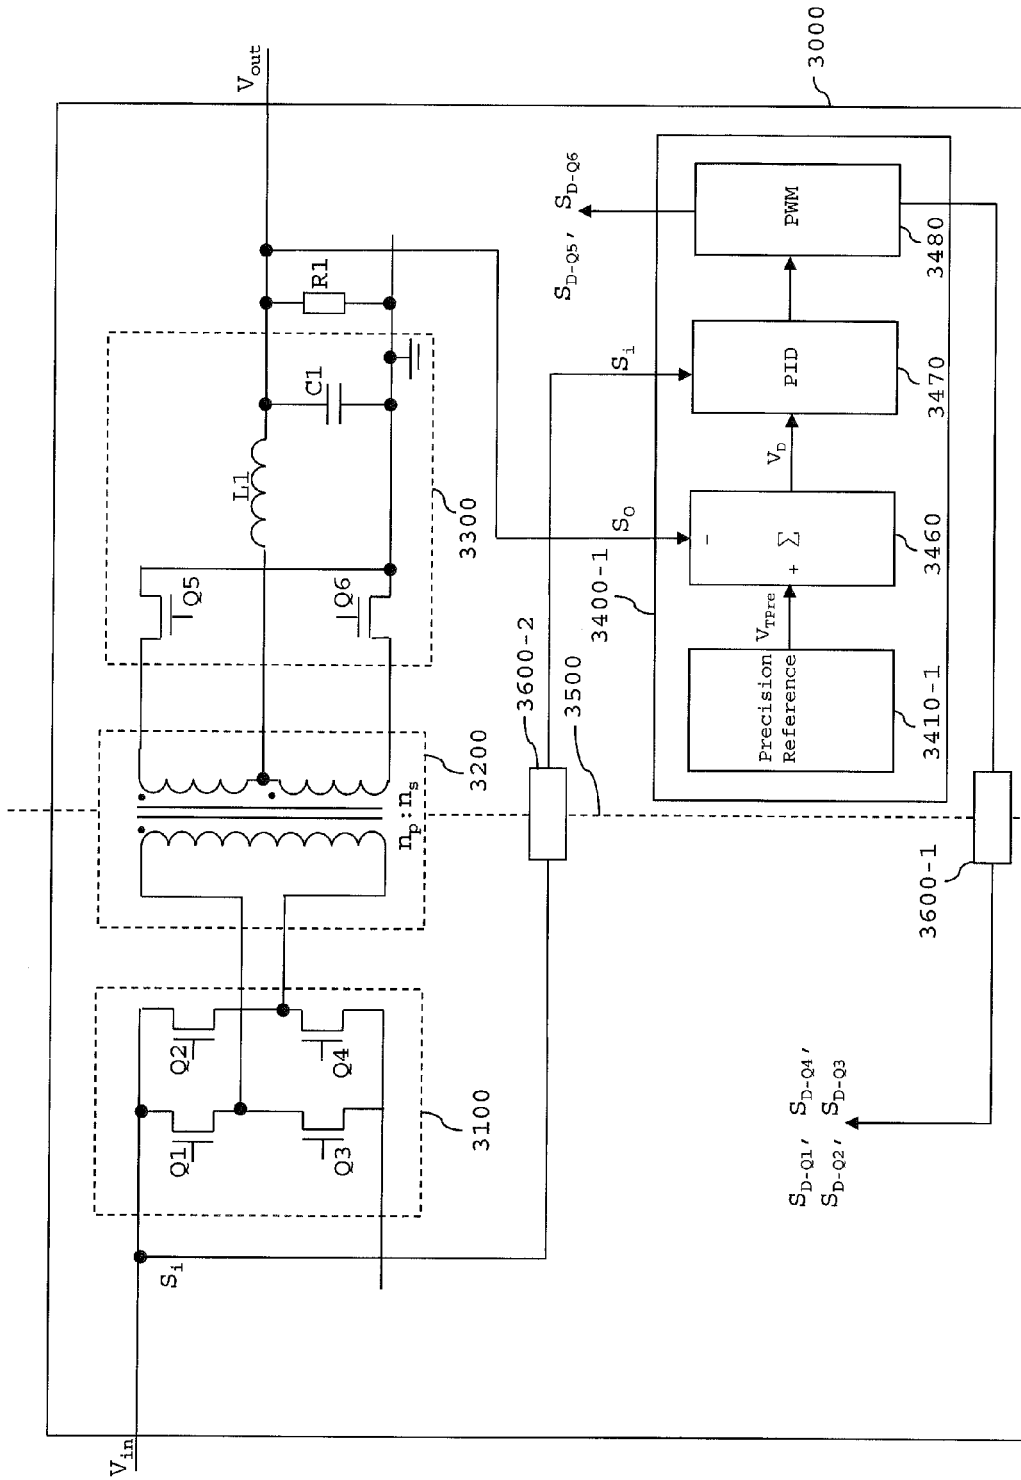 3000
V_in
S_i
Q1
Q2
Q3
Q4
3100
n_p:n_s
3200
Q5
Q6
L1
C1
3300
R1
V_out
3600-2
3500
3400-1
S_O
S_i
S_D-Q5, S_D-Q6
Precision
Reference
3410-1
V_TPre
-
+ Σ
3460
V_D
PID
3470
PWM
3480
3600-1
S_D-Q1, S_D-Q4,
S_D-Q2, S_D-Q3